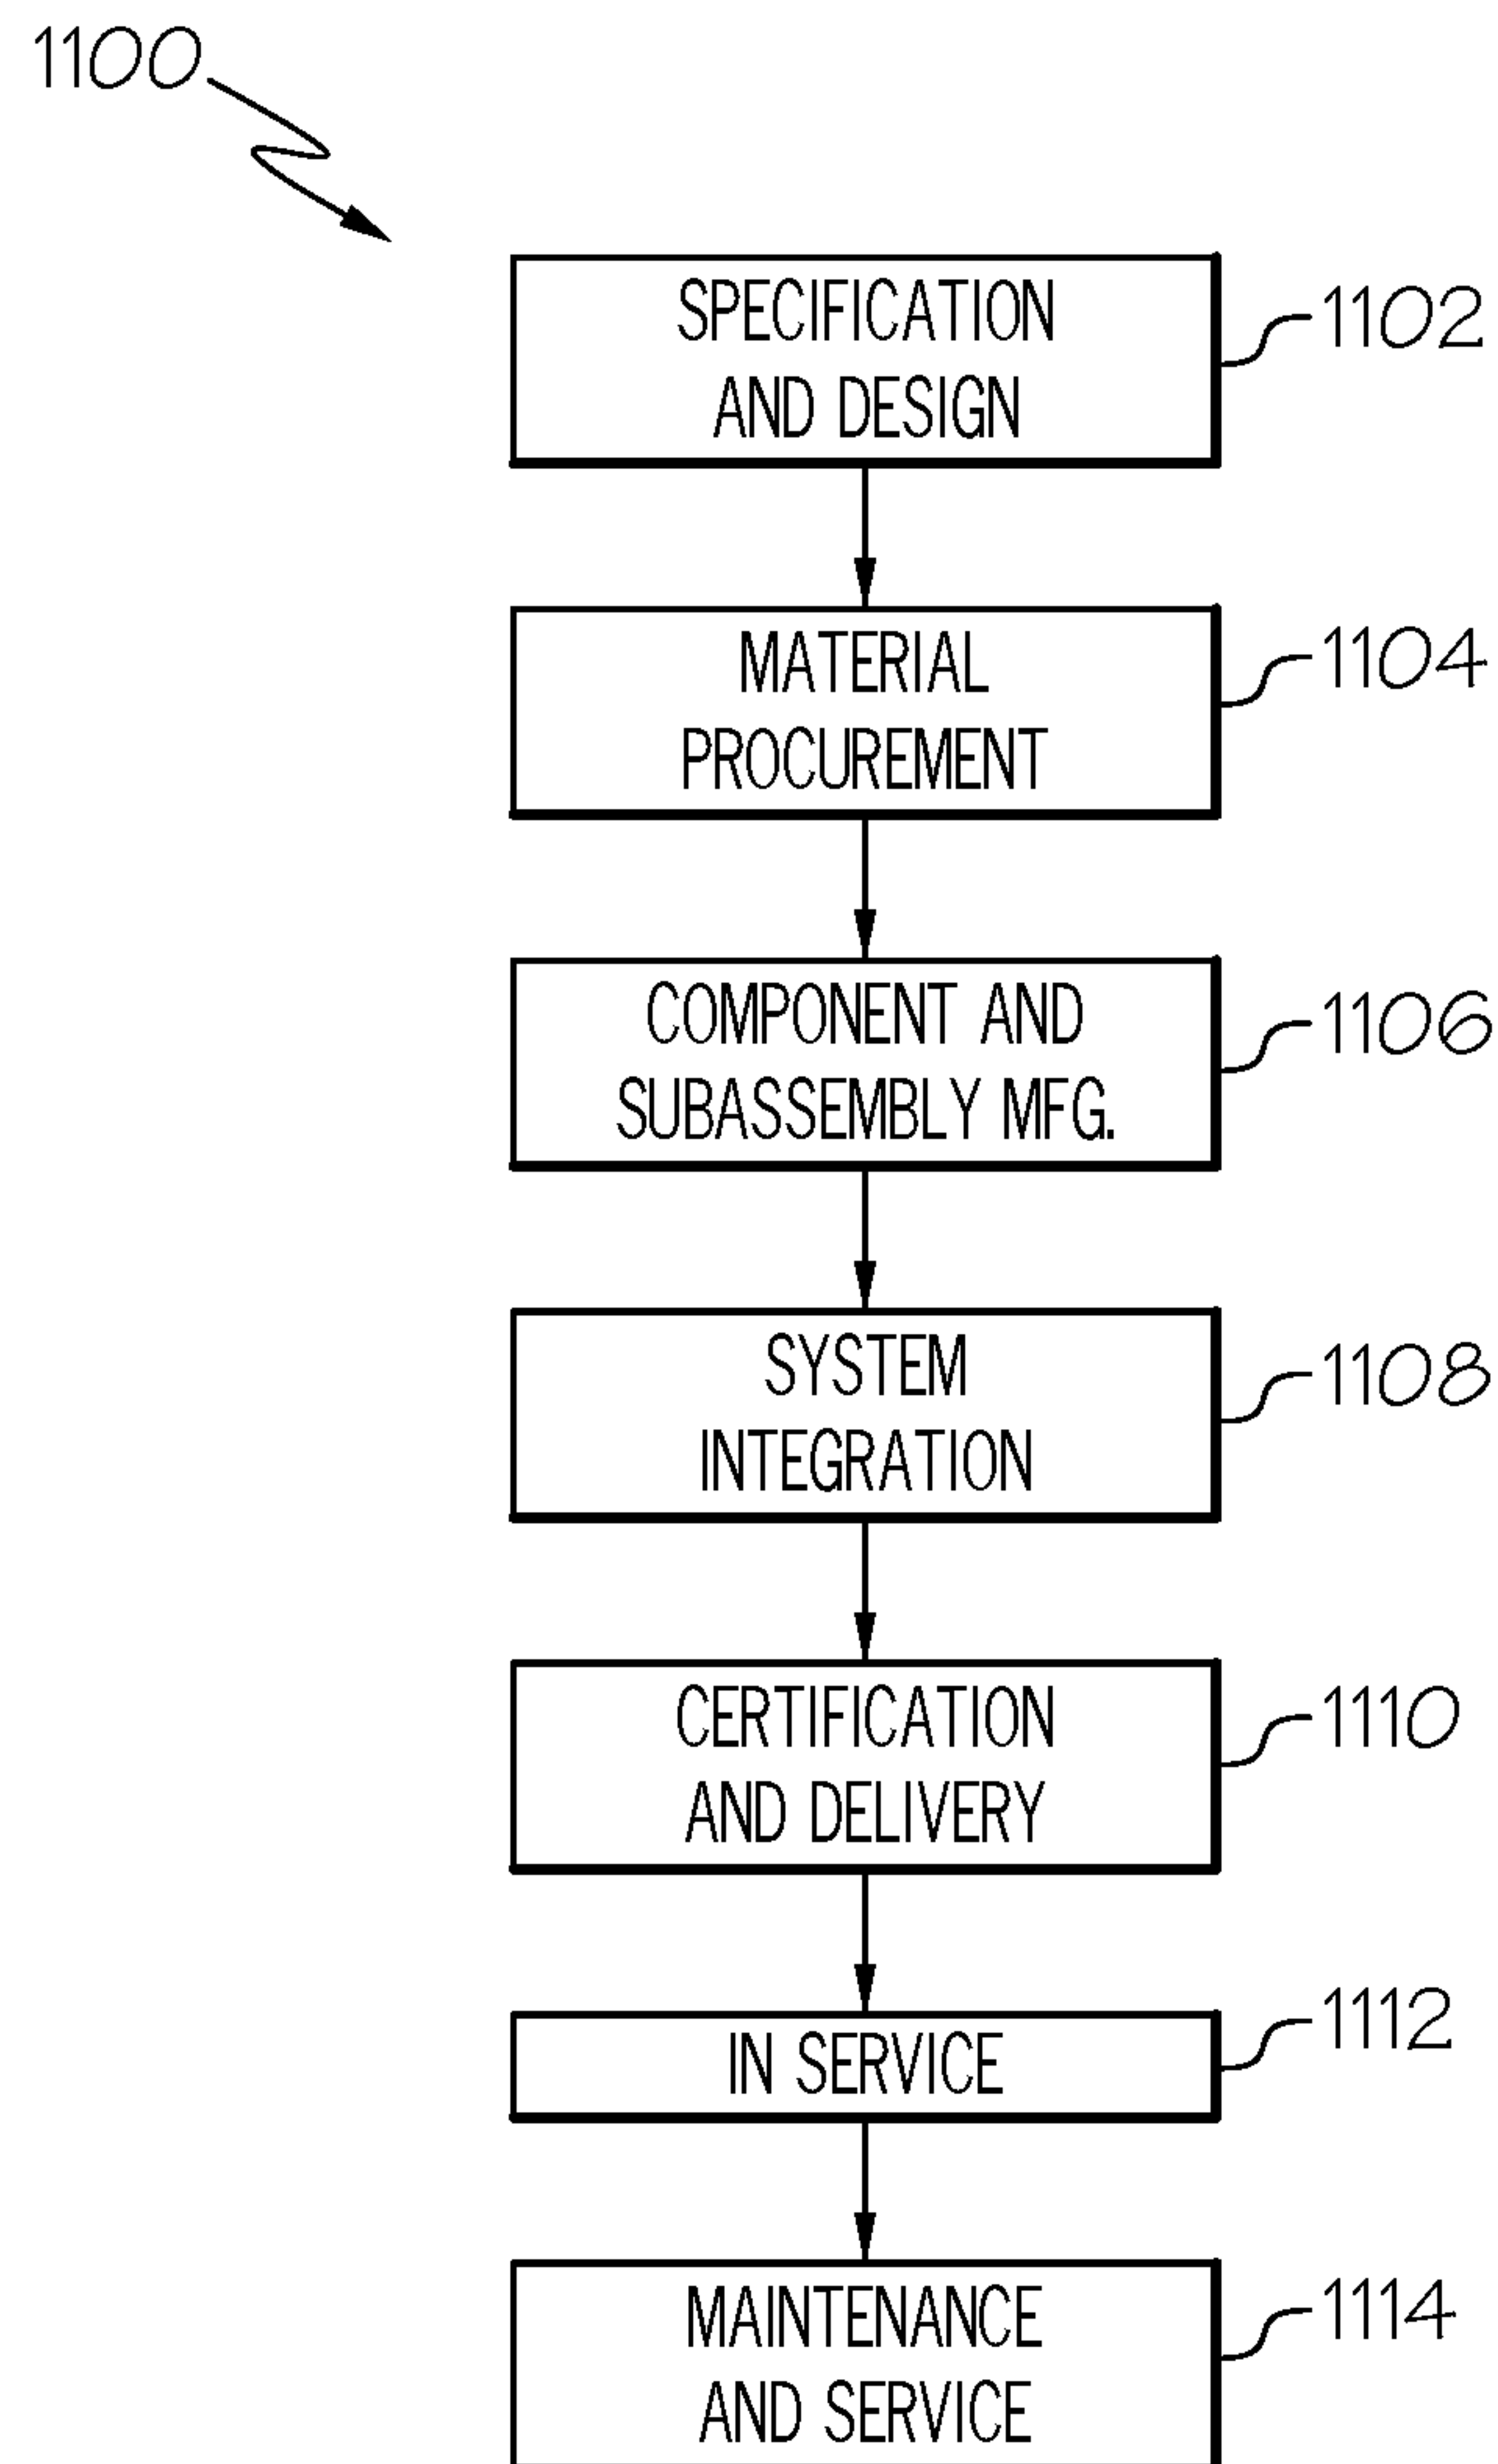 1100
SPECIFICATION
AND DESIGN
1102
MATERIAL
PROCUREMENT
1104
COMPONENT AND
SUBASSEMBLY MFG.
1106
SYSTEM
INTEGRATION
1108
CERTIFICATION
AND DELIVERY
1110
IN SERVICE
1112
MAINTENANCE
AND SERVICE
1114